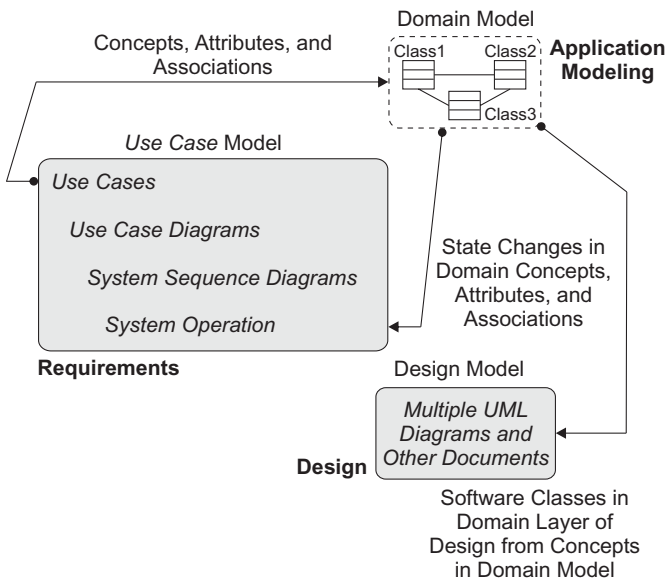 Domain Model
Concepts, Attributes, and
Associations
Class1
Class2
Class3
Application
Modeling
Use Case Model
Use Cases
Use Case Diagrams
System Sequence Diagrams
System Operation
Requirements
State Changes in
Domain Concepts,
Attributes, and
Associations
Design Model
Multiple UML
Diagrams and
Other Documents
Design
Software Classes in
Domain Layer of
Design from Concepts
in Domain Model